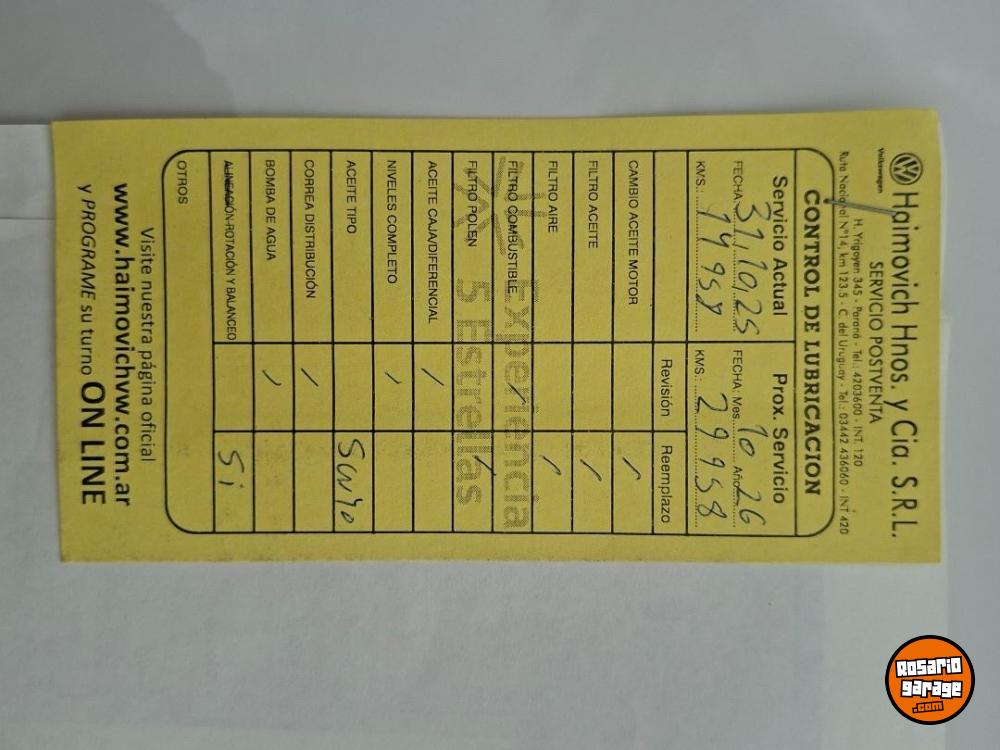 Haimovich Hnos. y Cia. S.R.L.
Volkswagen
SERVICIO POSTVENTA
H. Yrigoyen 345 - Paraná - Tel.: 4203600 - INT. 120
Ruta Nacional Nº14, km 123.5 - C. del Uruguay - Tel.: 03442 436060 - INT 420
CONTROL DE LUBRICACION
Servicio Actual Prox. Servicio
FECHA: 31/10/25 FECHA: Mes 10 Año 26
KMS.: 14958 KMS.: 29958
Revisión Reemplazo
CAMBIO ACEITE MOTOR /
FILTRO ACEITE /
FILTRO AIRE /
FILTRO COMBUSTIBLE /
Experiencia
FILTRO POLEN /
5 Estrellas
ACEITE CAJA/DIFERENCIAL /
NIVELES COMPLETO /
ACEITE TIPO 5W40
CORREA DISTRIBUCIÓN /
BOMBA DE AGUA /
ALINEACIÓN-ROTACIÓN Y BALANCEO Si
OTROS
Visite nuestra página oficial
www.haimovichvw.com.ar
y PROGRAME su turno ON LINE
Rosario
garage
.com